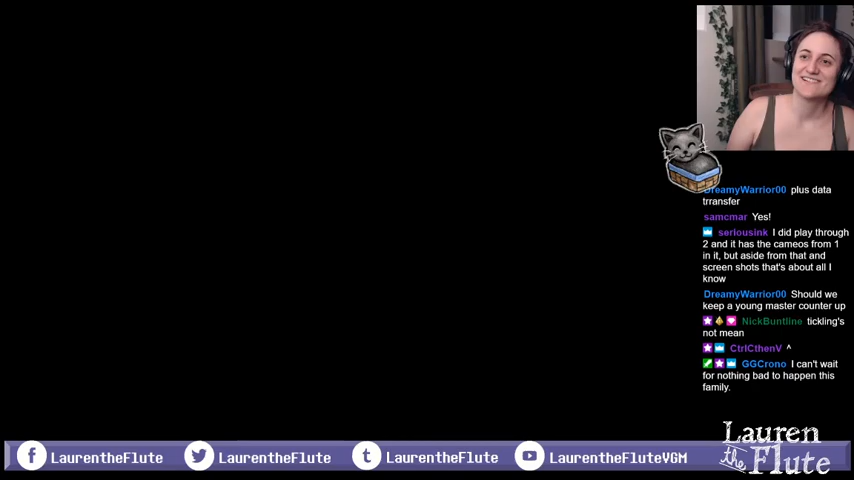 DreamyWarrior00 plus data
trransfer
samcmar Yes!
seriousink I did play through
2 and it has the cameos from 1
in it, but aside from that and
screen shots that's about all I
know
DreamyWarrior00 Should we
keep a young master counter up
NickBuntline tickling's
not mean
CtrlCthenV ^
GGCrono I can't wait
for nothing bad to happen this
family.
LaurentheFlute
LaurentheFlute
LaurentheFlute
LaurentheFluteVGM
Lauren
the Flute